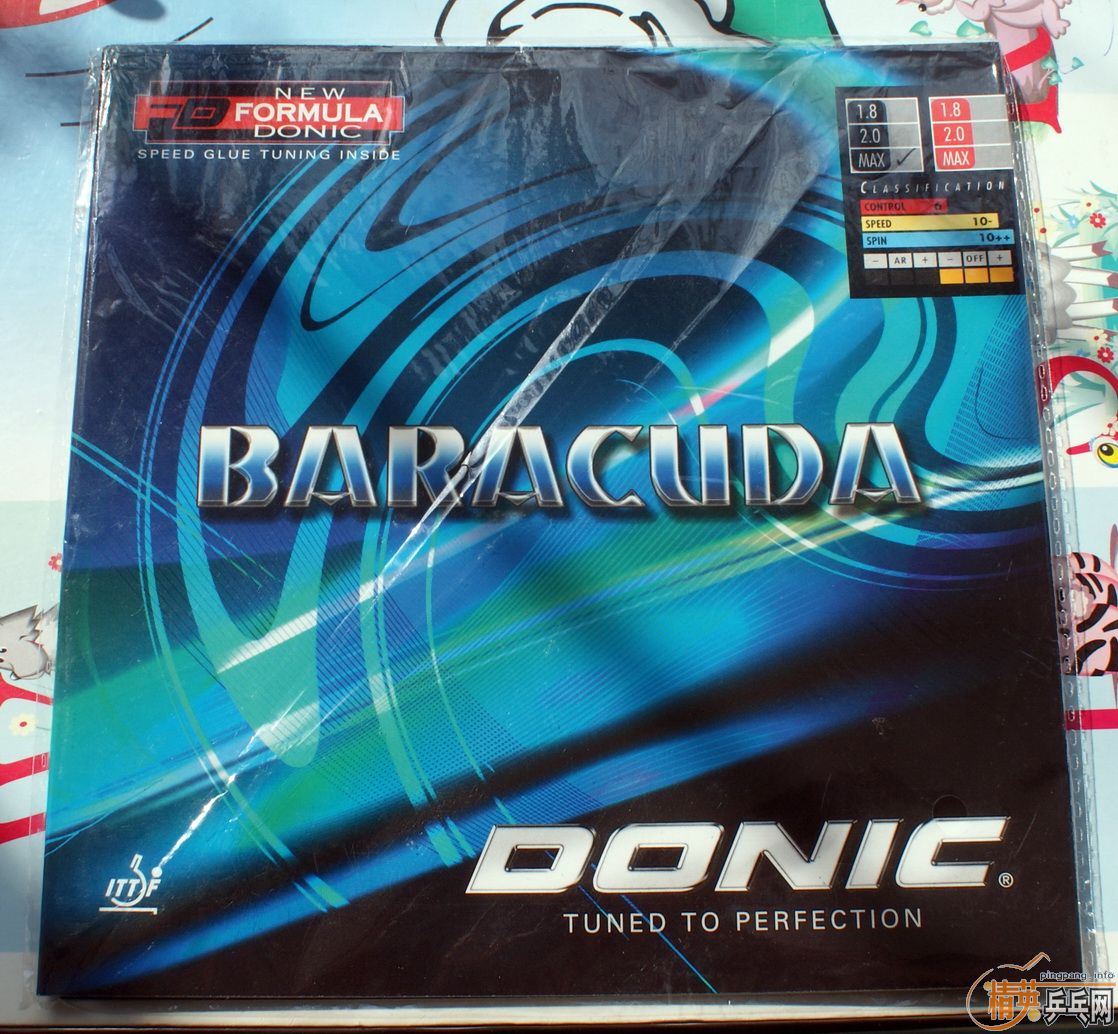 NEW
FD FORMULA
DONIC
SPEED GLUE TUNING INSIDE
1.8 1.8
2.0 2.0
MAX ✓ MAX
CLASSIFICATION
CONTROL 6
SPEED 10-
SPIN 10++
- AR + - OFF +
BARACUDA
ITTF
DONIC®
TUNED TO PERFECTION
pingpang.info
精英乒乓网